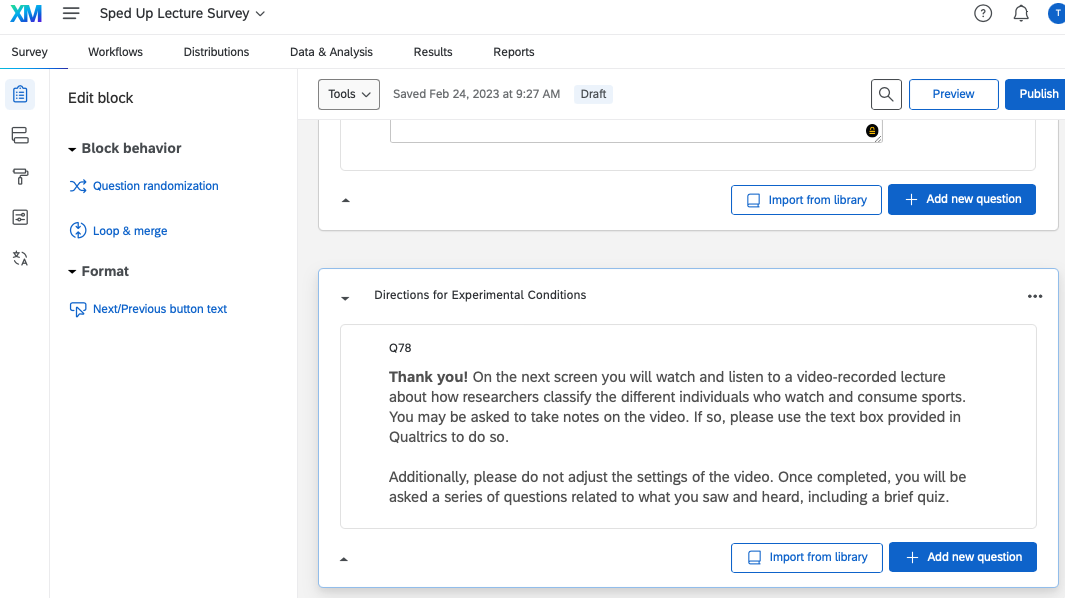 XM Sped Up Lecture Survey ? T
Survey Workflows Distributions Data & Analysis Results Reports
Edit block
Tools Saved Feb 24, 2023 at 9:27 AM Draft Preview Publish
Block behavior
Question randomization
Loop & merge
Format
Next/Previous button text
Import from library + Add new question
Directions for Experimental Conditions
Q78
Thank you! On the next screen you will watch and listen to a video-recorded lecture
about how researchers classify the different individuals who watch and consume sports.
You may be asked to take notes on the video. If so, please use the text box provided in
Qualtrics to do so.
Additionally, please do not adjust the settings of the video. Once completed, you will be
asked a series of questions related to what you saw and heard, including a brief quiz.
Import from library + Add new question